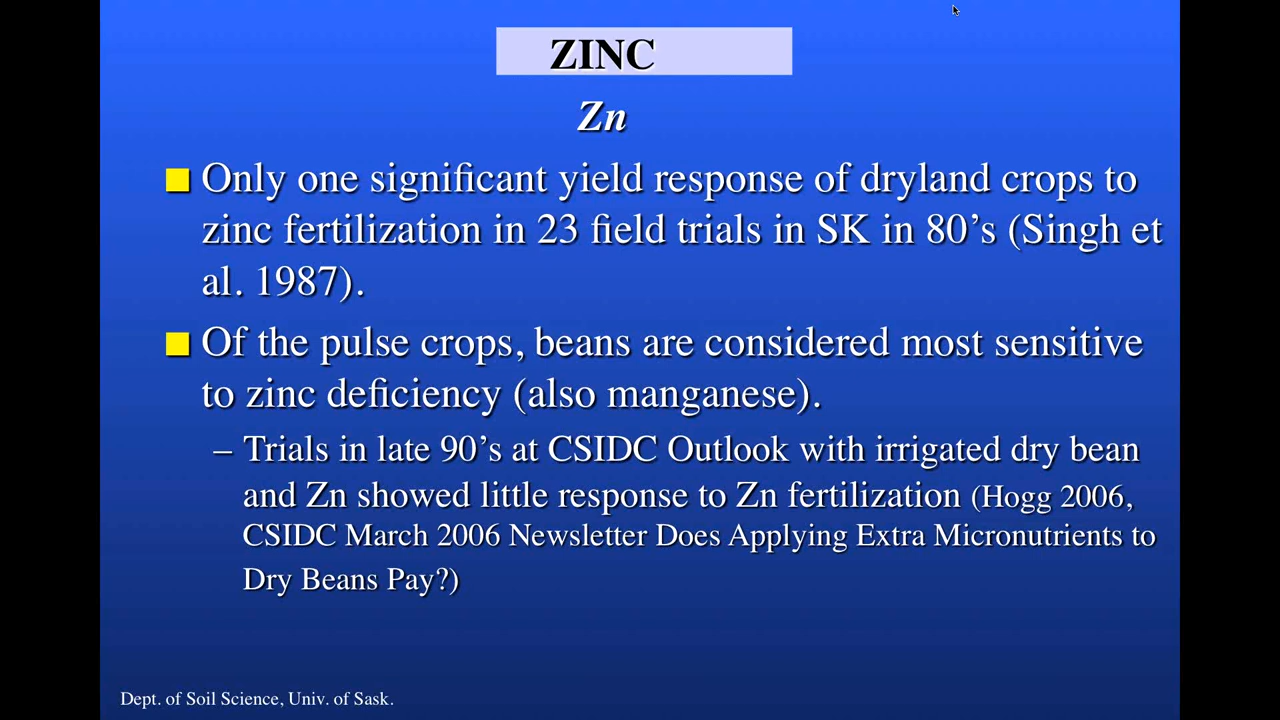 ZINC
Zn
Only one significant yield response of dryland crops to
zinc fertilization in 23 field trials in SK in 80’s (Singh et
al. 1987).
Of the pulse crops, beans are considered most sensitive
to zinc deficiency (also manganese).
– Trials in late 90’s at CSIDC Outlook with irrigated dry bean
and Zn showed little response to Zn fertilization (Hogg 2006,
CSIDC March 2006 Newsletter Does Applying Extra Micronutrients to
Dry Beans Pay?)
Dept. of Soil Science, Univ. of Sask.